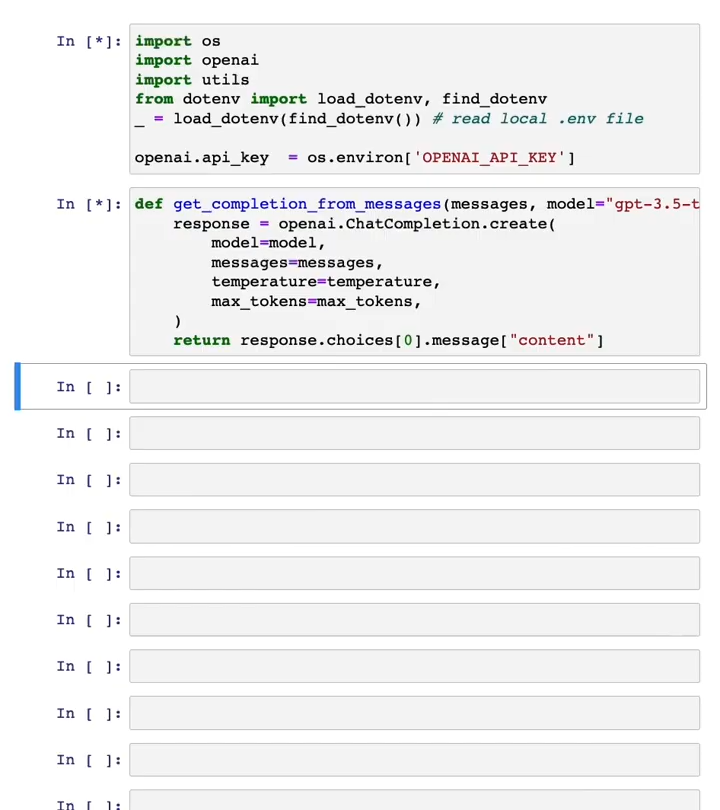 In [*]:
import os
import openai
import utils
from dotenv import load_dotenv, find_dotenv
_ = load_dotenv(find_dotenv()) # read local .env file
openai.api_key  = os.environ['OPENAI_API_KEY']
In [*]:
def get_completion_from_messages(messages, model="gpt-3.5-t
    response = openai.ChatCompletion.create(
        model=model,
        messages=messages,
        temperature=temperature,
        max_tokens=max_tokens,
    )
    return response.choices[0].message["content"]
In [ ]:
In [ ]:
In [ ]:
In [ ]:
In [ ]:
In [ ]:
In [ ]:
In [ ]:
In [ ]:
In [ ]: